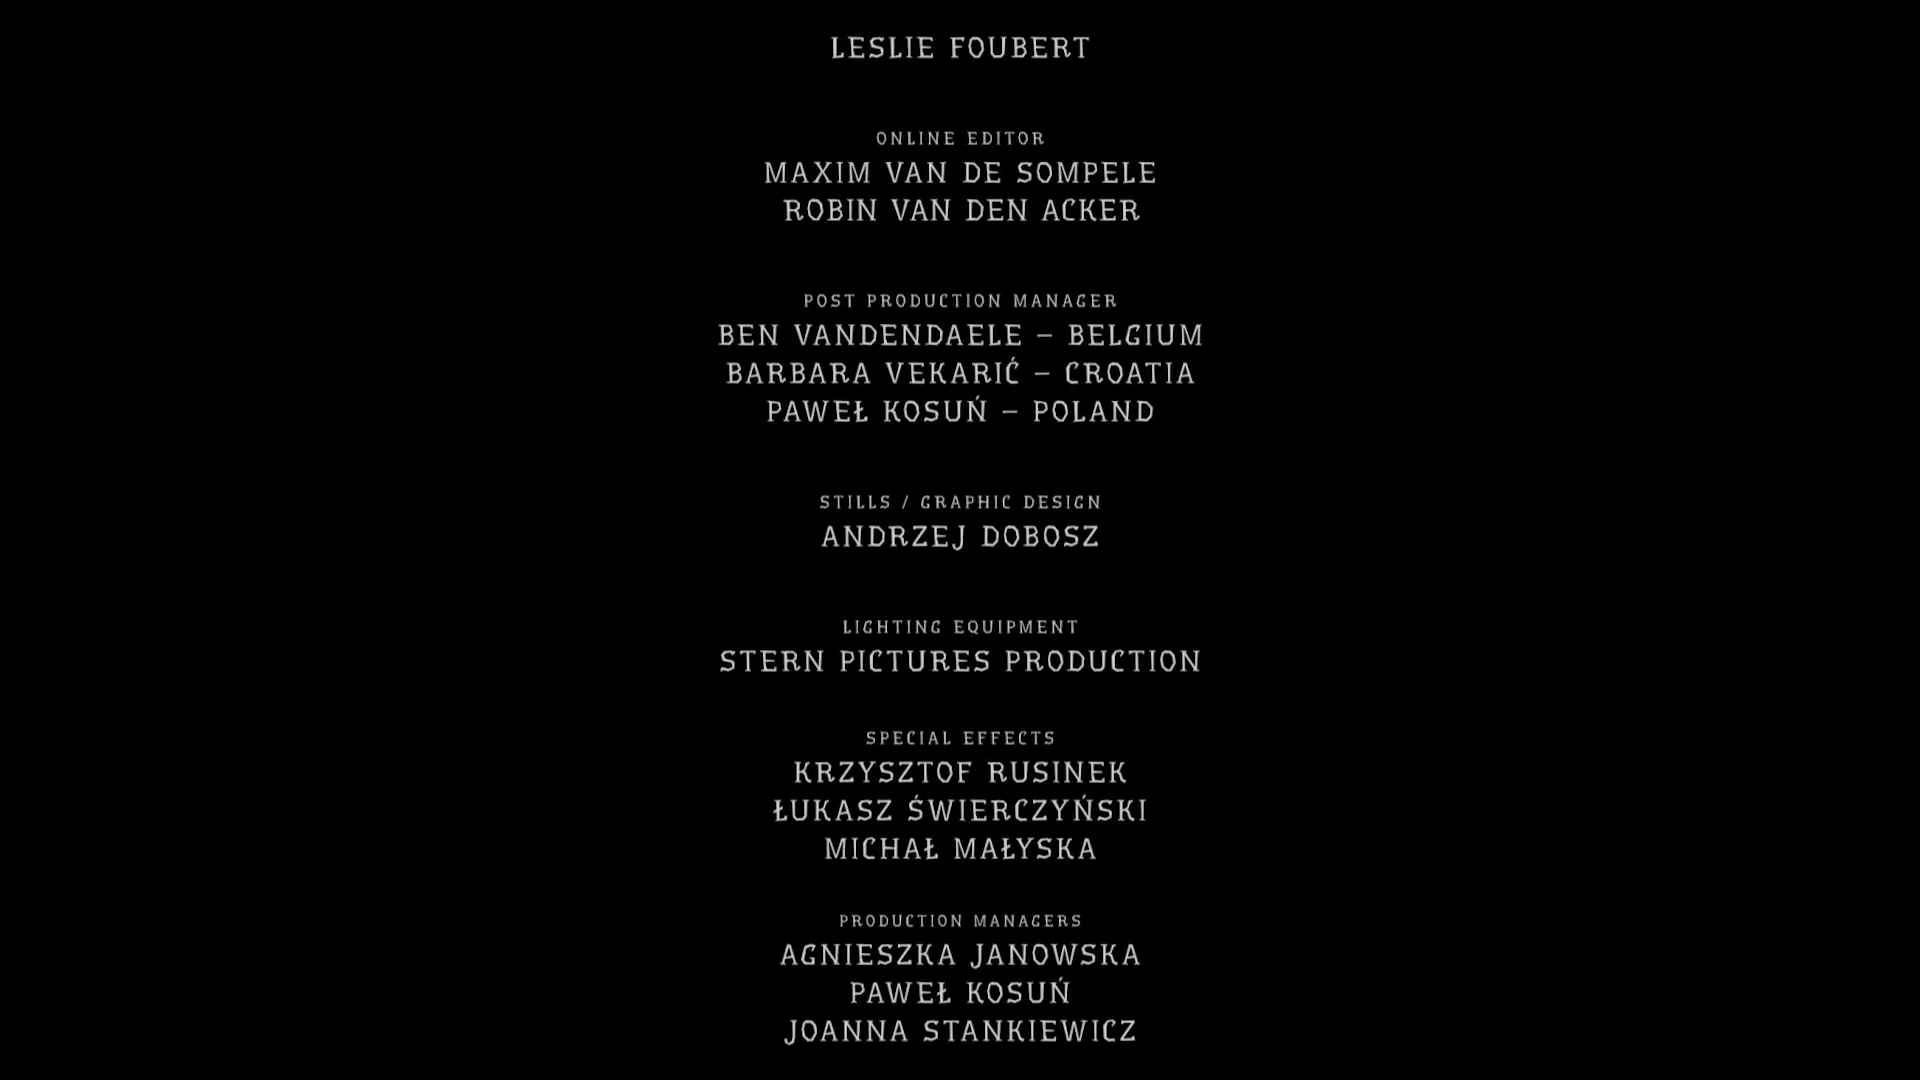 LESLIE FOUBERT
ONLINE EDITOR
MAXIM VAN DE SOMPELE
ROBIN VAN DEN ACKER
POST PRODUCTION MANAGER
BEN VANDENDAELE – BELGIUM
BARBARA VEKARIĆ – CROATIA
PAWEŁ KOSUŃ – POLAND
STILLS / GRAPHIC DESIGN
ANDRZEJ DOBOSZ
LIGHTING EQUIPMENT
STERN PICTURES PRODUCTION
SPECIAL EFFECTS
KRZYSZTOF RUSINEK
ŁUKASZ ŚWIERCZYŃSKI
MICHAŁ MAŁYSKA
PRODUCTION MANAGERS
AGNIESZKA JANOWSKA
PAWEŁ KOSUŃ
JOANNA STANKIEWICZ